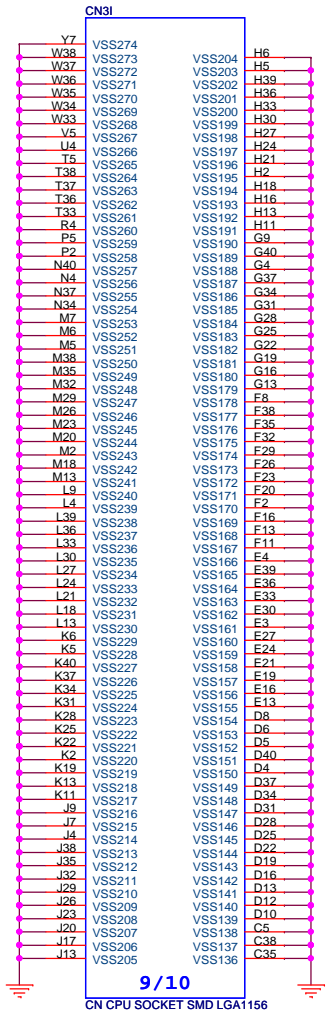 CN3I
Y7 VSS274
W38 VSS273 VSS204 H6
W37 VSS272 VSS203 H5
W36 VSS271 VSS202 H39
W35 VSS270 VSS201 H36
W34 VSS269 VSS200 H33
W33 VSS268 VSS199 H30
V5 VSS267 VSS198 H27
U4 VSS266 VSS197 H24
T5 VSS265 VSS196 H21
T38 VSS264 VSS195 H2
T37 VSS263 VSS194 H18
T36 VSS262 VSS193 H16
T33 VSS261 VSS192 H13
R4 VSS260 VSS191 H11
P5 VSS259 VSS190 G9
P2 VSS258 VSS189 G40
N40 VSS257 VSS188 G4
N4 VSS256 VSS187 G37
N37 VSS255 VSS186 G34
N34 VSS254 VSS185 G31
M7 VSS253 VSS184 G28
M6 VSS252 VSS183 G25
M5 VSS251 VSS182 G22
M38 VSS250 VSS181 G19
M35 VSS249 VSS180 G16
M32 VSS248 VSS179 G13
M29 VSS247 VSS178 F8
M26 VSS246 VSS177 F38
M23 VSS245 VSS176 F35
M20 VSS244 VSS175 F32
M2 VSS243 VSS174 F29
M18 VSS242 VSS173 F26
M13 VSS241 VSS172 F23
L9 VSS240 VSS171 F20
L4 VSS239 VSS170 F2
L39 VSS238 VSS169 F16
L36 VSS237 VSS168 F13
L33 VSS236 VSS167 F11
L30 VSS235 VSS166 E4
L27 VSS234 VSS165 E39
L24 VSS233 VSS164 E36
L21 VSS232 VSS163 E33
L18 VSS231 VSS162 E30
L13 VSS230 VSS161 E3
K6 VSS229 VSS160 E27
K5 VSS228 VSS159 E24
K40 VSS227 VSS158 E21
K37 VSS226 VSS157 E19
K34 VSS225 VSS156 E16
K31 VSS224 VSS155 E13
K28 VSS223 VSS154 D8
K25 VSS222 VSS153 D6
K22 VSS221 VSS152 D5
K2 VSS220 VSS151 D40
K19 VSS219 VSS150 D4
K13 VSS218 VSS149 D37
K11 VSS217 VSS148 D34
J9 VSS216 VSS147 D31
J7 VSS215 VSS146 D28
J4 VSS214 VSS145 D25
J38 VSS213 VSS144 D22
J35 VSS212 VSS143 D19
J32 VSS211 VSS142 D16
J29 VSS210 VSS141 D13
J26 VSS209 VSS140 D12
J23 VSS208 VSS139 D10
J20 VSS207 VSS138 C5
J17 VSS206 VSS137 C38
J13 VSS205 VSS136 C35
9/10
CN CPU SOCKET SMD LGA1156